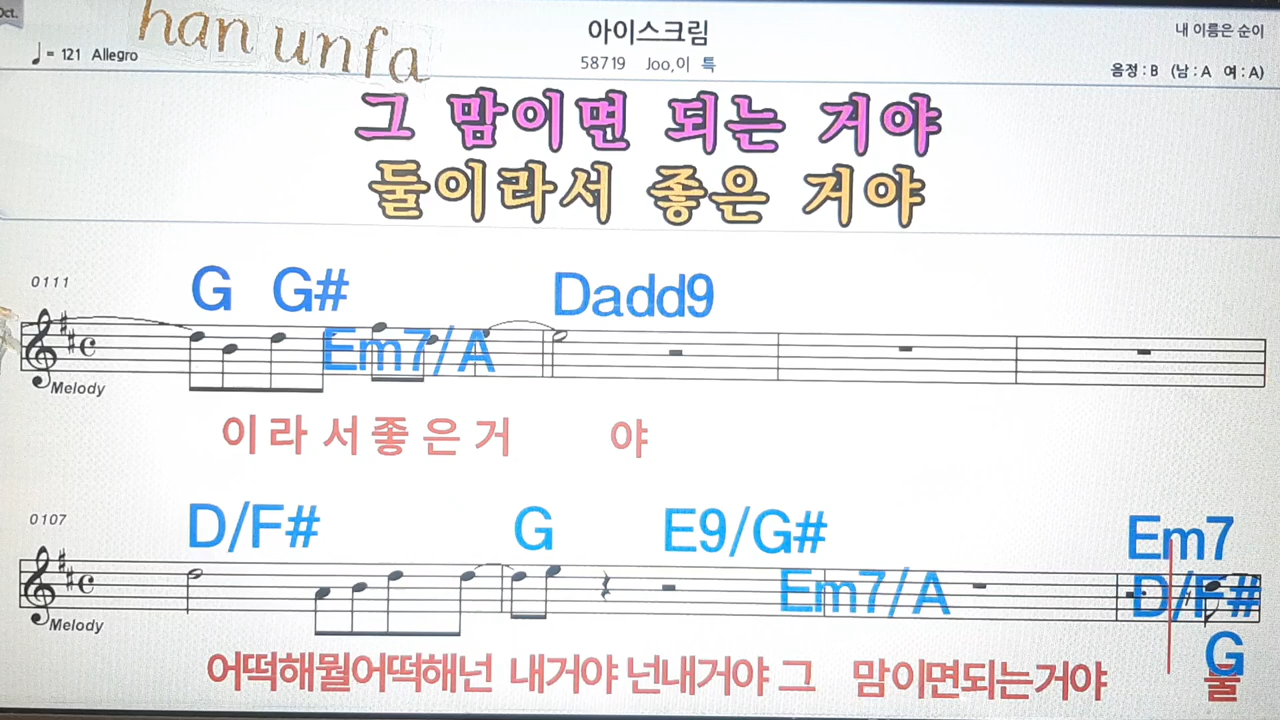 Oct.
han unfa
♩= 121 Allegro
아이스크림
58719 Joo,이 특
내 이름은 순이
음정 : B (남 : A 여 : A)
그 맘이면 되는 거야
둘이라서 좋은 거야
0111
G G# Em7/A Dadd9
Melody
이 라 서 좋 은 거 야
0107
D/F# G E9/G# Em7/A Em7 D/F# G
Melody
어떡해뭘어떡해넌 내거야 넌내거야 그 맘이면되는거야 둘